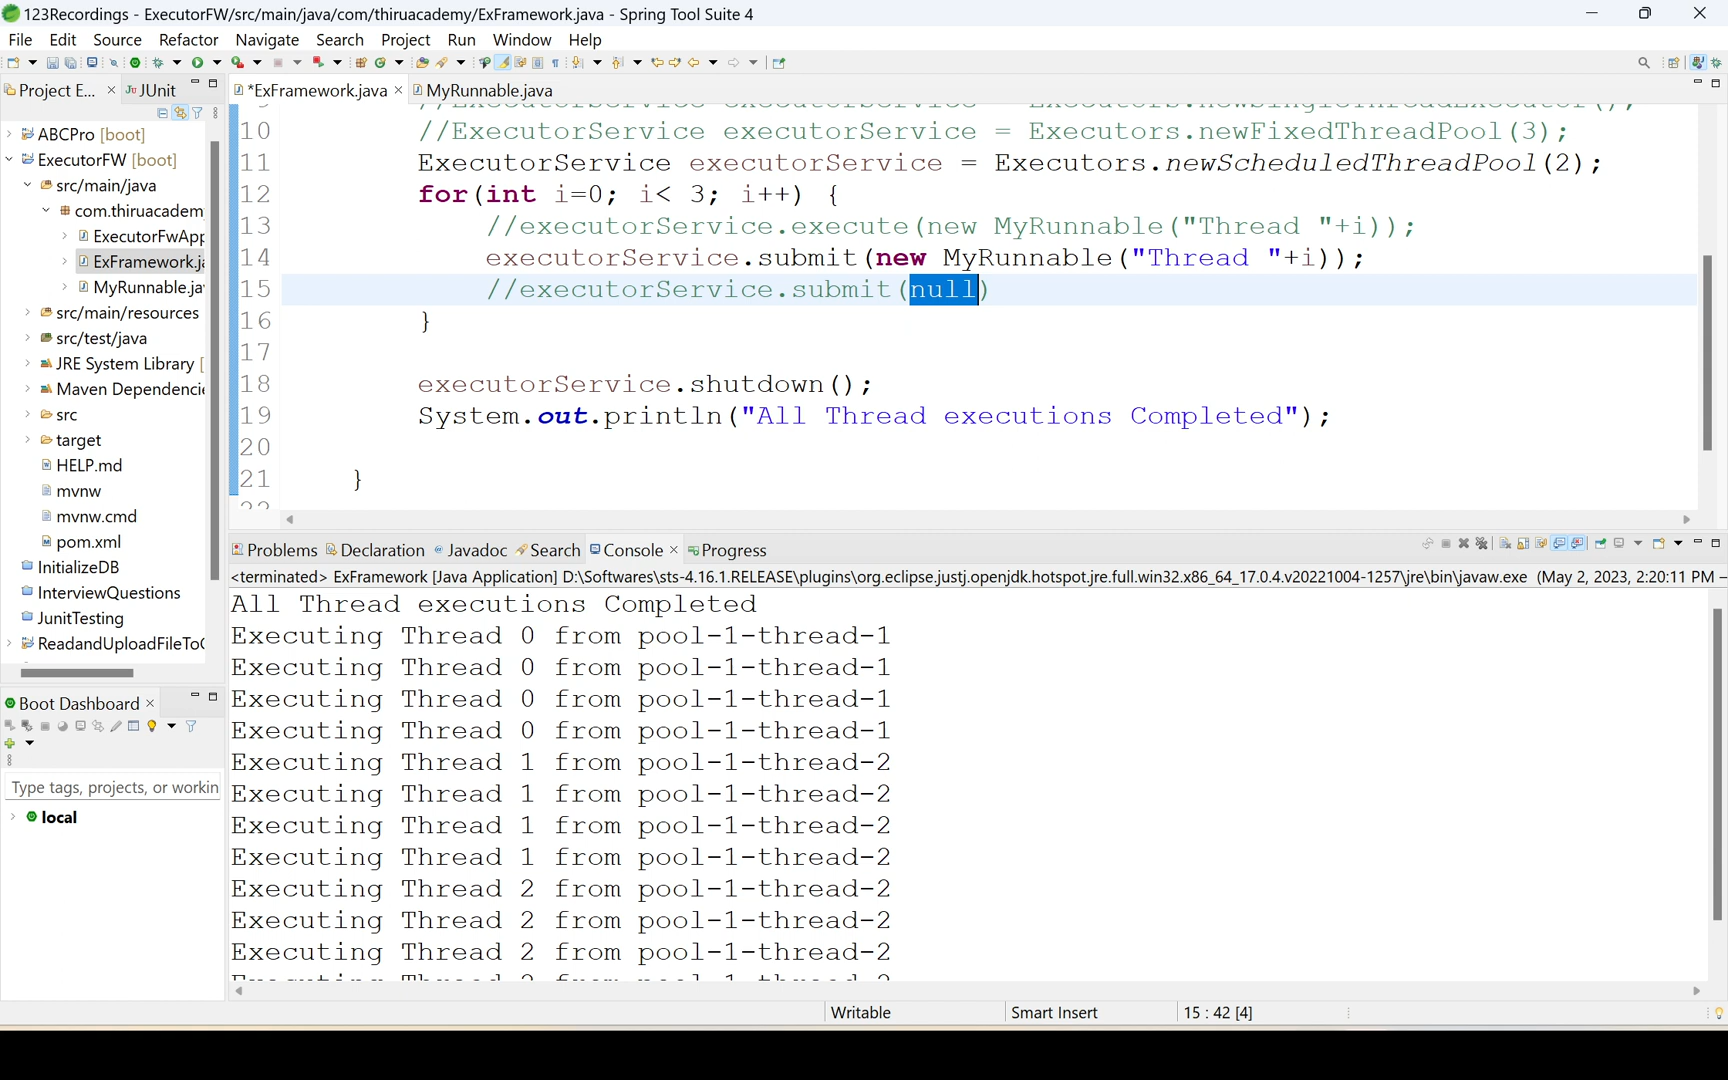 123Recordings - ExecutorFW/src/main/java/com/thiruacademy/ExFramework.java - Spring Tool Suite 4
File Edit Source Refactor Navigate Search Project Run Window Help
Project E... JUnit
*ExFramework.java MyRunnable.java
ABCPro [boot]
ExecutorFW [boot]
src/main/java
com.thiruacadem
ExecutorFwApp
ExFramework.ja
MyRunnable.ja
src/main/resources
src/test/java
JRE System Library [
Maven Dependenci
src
target
HELP.md
mvnw
mvnw.cmd
pom.xml
InitializeDB
InterviewQuestions
JunitTesting
ReadandUploadFileTo
10 //ExecutorService executorService = Executors.newFixedThreadPool(3);
11 ExecutorService executorService = Executors.newScheduledThreadPool(2);
12 for(int i=0; i< 3; i++) {
13 //executorService.execute(new MyRunnable("Thread "+i));
14 executorService.submit(new MyRunnable("Thread "+i));
15 //executorService.submit(null)
16 }
17
18 executorService.shutdown();
19 System.out.println("All Thread executions Completed");
20
21 }
Problems Declaration Javadoc Search Console Progress
<terminated> ExFramework [Java Application] D:\Softwares\sts-4.16.1.RELEASE\plugins\org.eclipse.justj.openjdk.hotspot.jre.full.win32.x86_64_17.0.4.v20221004-1257\jre\bin\javaw.exe (May 2, 2023, 2:20:11 PM –
All Thread executions Completed
Executing Thread 0 from pool-1-thread-1
Executing Thread 0 from pool-1-thread-1
Executing Thread 0 from pool-1-thread-1
Executing Thread 0 from pool-1-thread-1
Executing Thread 1 from pool-1-thread-2
Executing Thread 1 from pool-1-thread-2
Executing Thread 1 from pool-1-thread-2
Executing Thread 1 from pool-1-thread-2
Executing Thread 2 from pool-1-thread-2
Executing Thread 2 from pool-1-thread-2
Executing Thread 2 from pool-1-thread-2
Boot Dashboard
Type tags, projects, or workin
local
Writable Smart Insert 15 : 42 [4]